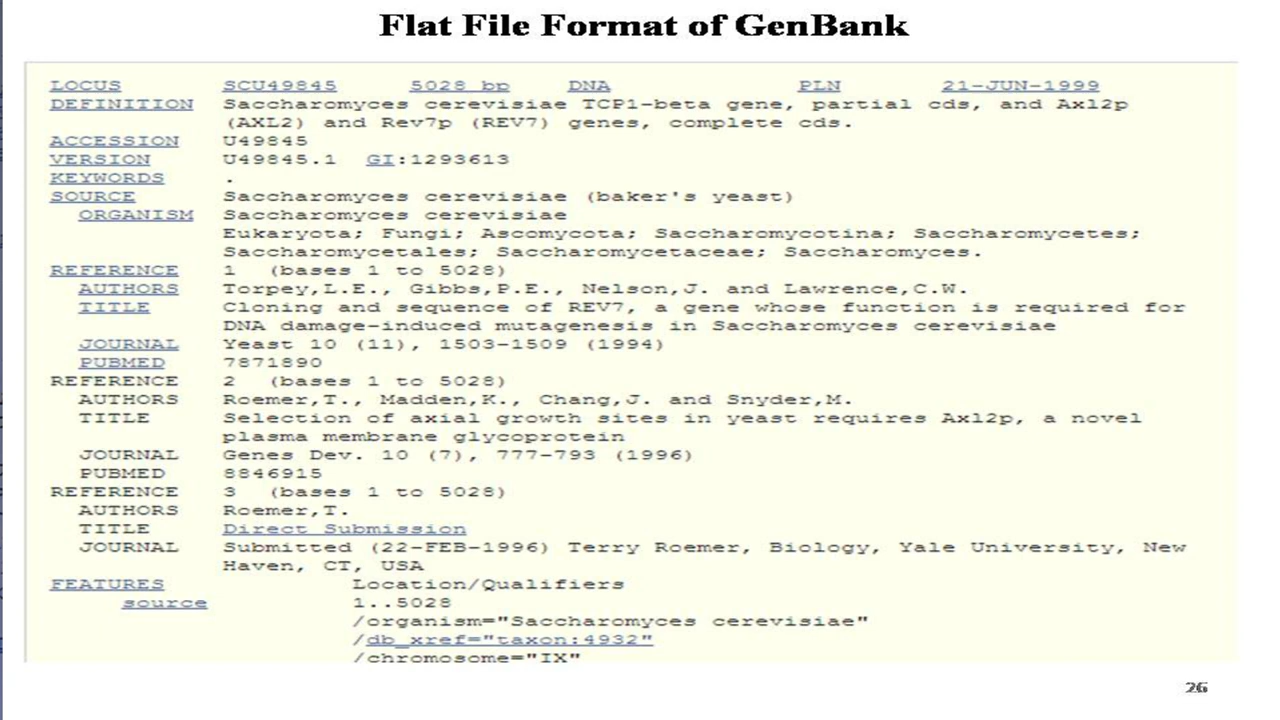 Flat File Format of GenBank
LOCUS SCU49845 5028 bp DNA PLN 21-JUN-1999
DEFINITION Saccharomyces cerevisiae TCP1-beta gene, partial cds, and Axl2p
(AXL2) and Rev7p (REV7) genes, complete cds.
ACCESSION U49845
VERSION U49845.1 GI:1293613
KEYWORDS .
SOURCE Saccharomyces cerevisiae (baker's yeast)
ORGANISM Saccharomyces cerevisiae
Eukaryota; Fungi; Ascomycota; Saccharomycotina; Saccharomycetes;
Saccharomycetales; Saccharomycetaceae; Saccharomyces.
REFERENCE 1 (bases 1 to 5028)
AUTHORS Torpey,L.E., Gibbs,P.E., Nelson,J. and Lawrence,C.W.
TITLE Cloning and sequence of REV7, a gene whose function is required for
DNA damage-induced mutagenesis in Saccharomyces cerevisiae
JOURNAL Yeast 10 (11), 1503-1509 (1994)
PUBMED 7871890
REFERENCE 2 (bases 1 to 5028)
AUTHORS Roemer,T., Madden,K., Chang,J. and Snyder,M.
TITLE Selection of axial growth sites in yeast requires Axl2p, a novel
plasma membrane glycoprotein
JOURNAL Genes Dev. 10 (7), 777-793 (1996)
PUBMED 8846915
REFERENCE 3 (bases 1 to 5028)
AUTHORS Roemer,T.
TITLE Direct Submission
JOURNAL Submitted (22-FEB-1996) Terry Roemer, Biology, Yale University, New
Haven, CT, USA
FEATURES Location/Qualifiers
source 1..5028
/organism="Saccharomyces cerevisiae"
/db_xref="taxon:4932"
/chromosome="IX"
26